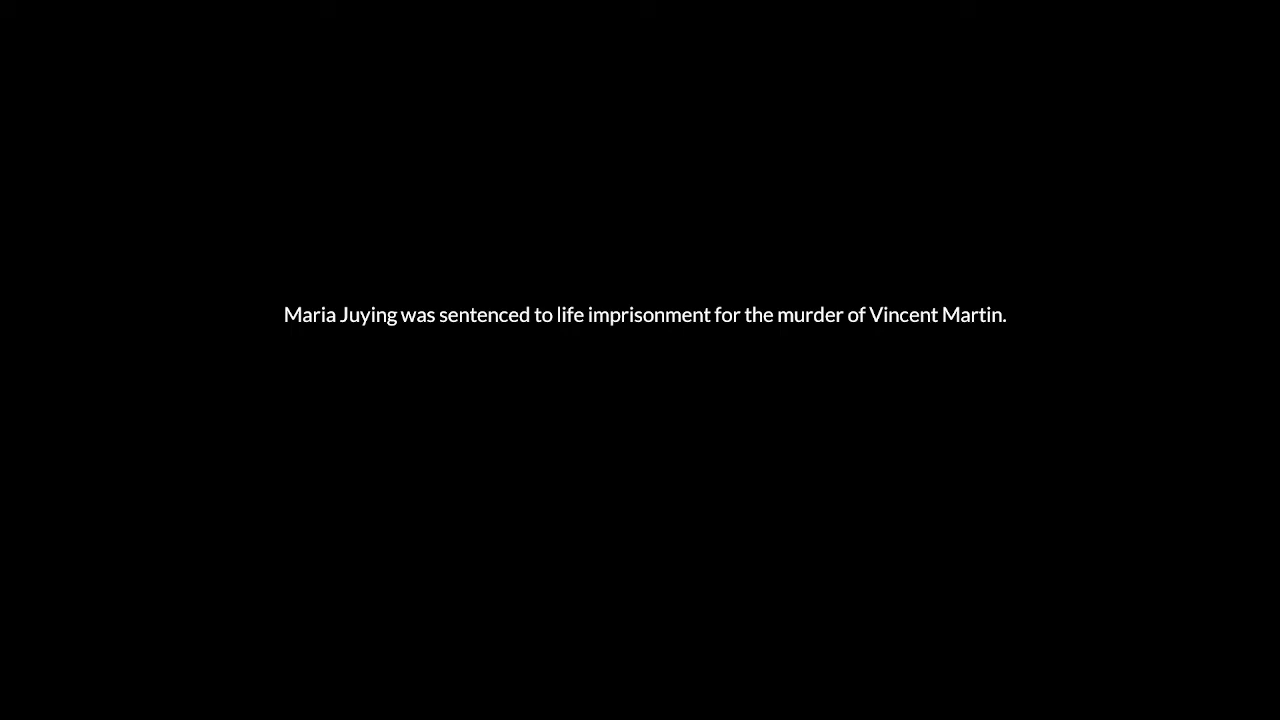 Maria Juying was sentenced to life imprisonment for the murder of Vincent Martin.